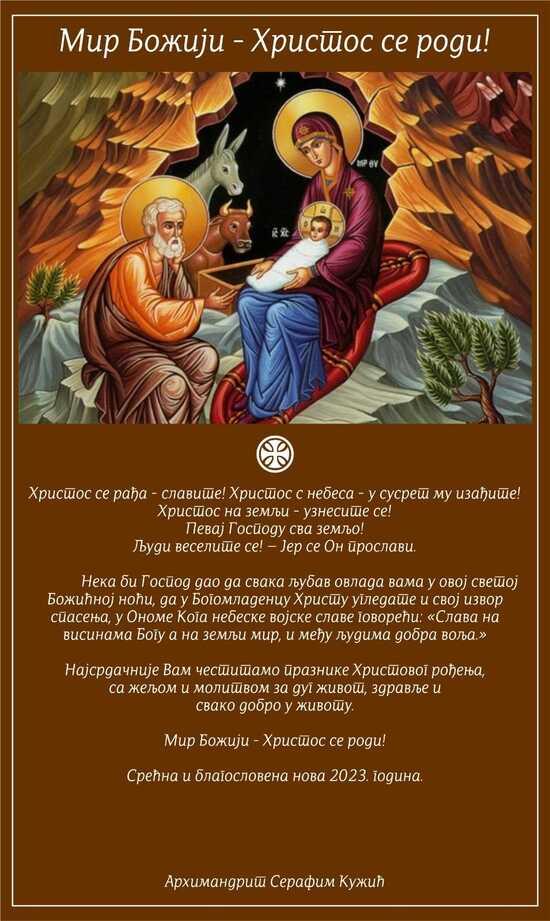 Мир Божији - Христос се роди!
МР ΘΥ
ІС ХС
Христос се рађа - славите! Христос с небеса - у сусрет му изађите!
Христос на земљи - узнесите се!
Певај Господу сва земљо!
Људи веселите се! – Јер се Он прослави.
Нека би Господ дао да свака љубав овлада вама у овој светој
Божићној ноћи, да у Богомладенцу Христу угледате и свој извор
спасења, у Ономе Кога небеске војске славе говорећи: «Слава на
висинама Богу а на земљи мир, и међу људима добра воља.»
Најсрдачније Вам честитамо празнике Христовог рођења,
са жељом и молитвом за дуг живот, здравље и
свако добро у животу.
Мир Божији - Христос се роди!
Срећна и благословена нова 2023. година.
Архимандрит Серафим Кужић